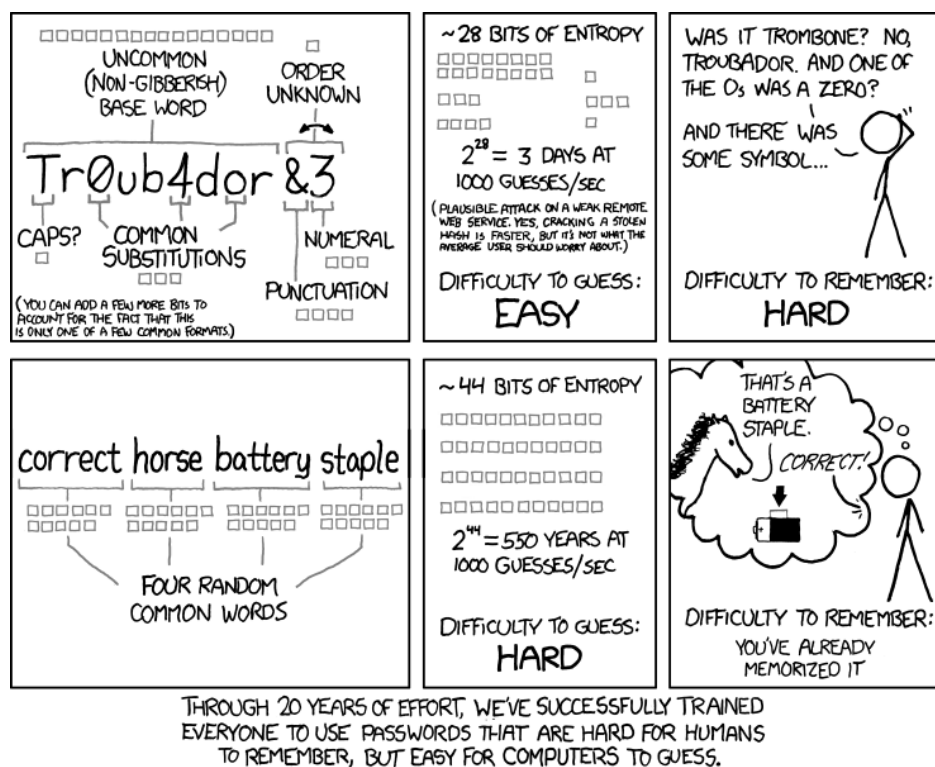 UNCOMMON
(NON-GIBBERISH)
BASE WORD
ORDER
UNKNOWN
Tr0ub4dor &3
CAPS?
COMMON
SUBSTITUTIONS
NUMERAL
PUNCTUATION
(YOU CAN ADD A FEW MORE BITS TO
ACCOUNT FOR THE FACT THAT THIS
IS ONLY ONE OF A FEW COMMON FORMATS.)
~28 BITS OF ENTROPY
2^28 = 3 DAYS AT
1000 GUESSES/SEC
(PLAUSIBLE ATTACK ON A WEAK REMOTE
WEB SERVICE. YES, CRACKING A STOLEN
HASH IS FASTER, BUT IT'S NOT WHAT THE
AVERAGE USER SHOULD WORRY ABOUT.)
DIFFICULTY TO GUESS:
EASY
WAS IT TROMBONE? NO,
TROUBADOR. AND ONE OF
THE Os WAS A ZERO?
AND THERE WAS
SOME SYMBOL...
DIFFICULTY TO REMEMBER:
HARD
correct horse battery staple
FOUR RANDOM
COMMON WORDS
~44 BITS OF ENTROPY
2^44 = 550 YEARS AT
1000 GUESSES/SEC
DIFFICULTY TO GUESS:
HARD
THAT'S A
BATTERY
STAPLE.
CORRECT!
DIFFICULTY TO REMEMBER:
YOU'VE ALREADY
MEMORIZED IT
THROUGH 20 YEARS OF EFFORT, WE'VE SUCCESSFULLY TRAINED
EVERYONE TO USE PASSWORDS THAT ARE HARD FOR HUMANS
TO REMEMBER, BUT EASY FOR COMPUTERS TO GUESS.